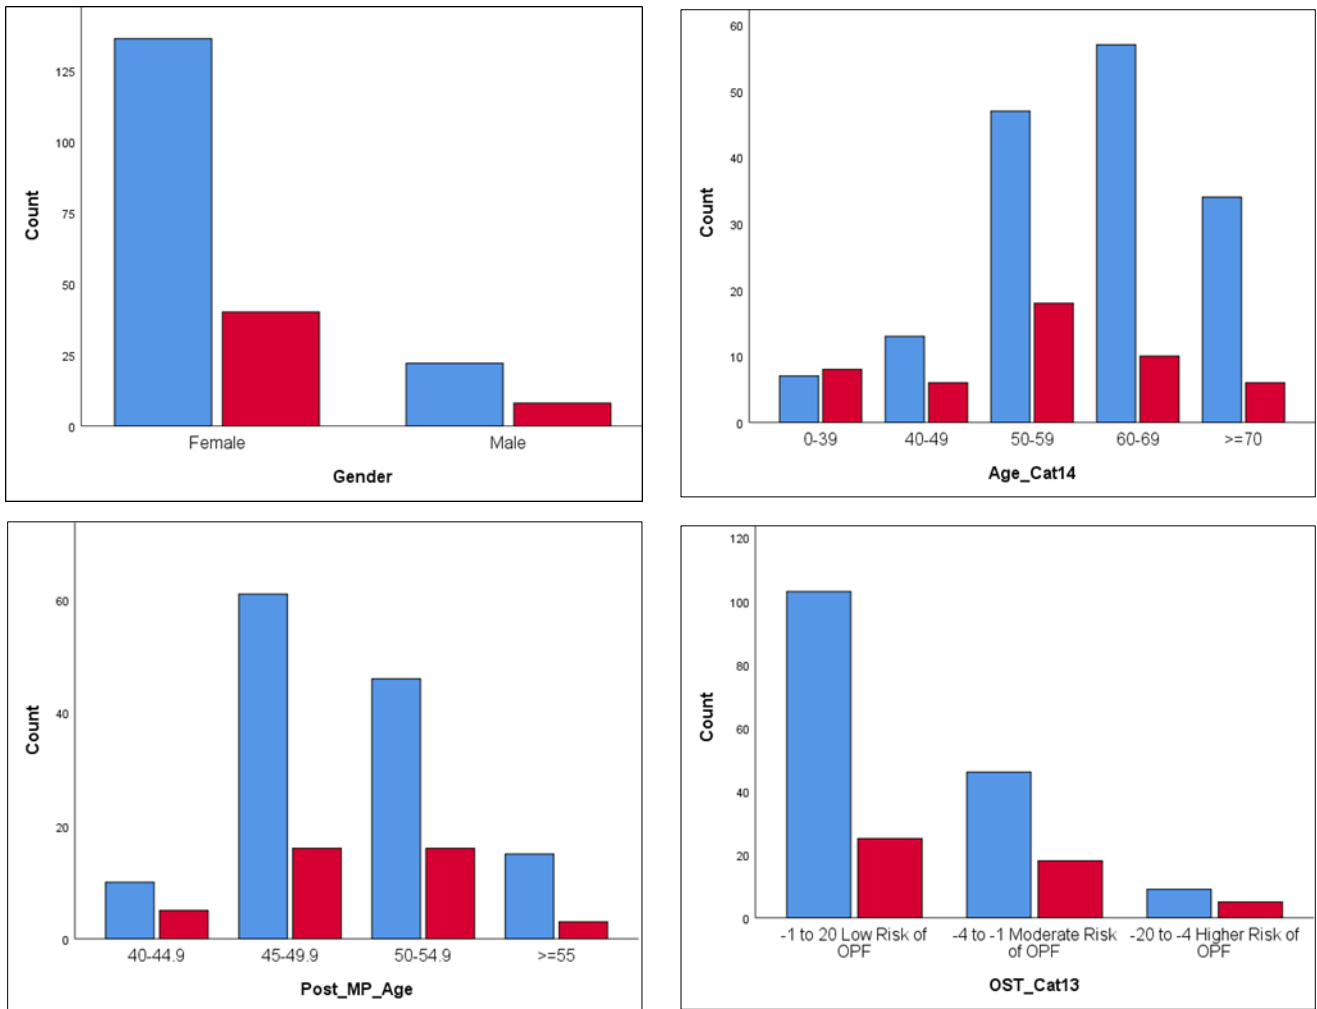 125
100
75
50
25
0
Count
Female Male
Gender
60
50
40
30
20
10
0
Count
0-39 40-49 50-59 60-69 >=70
Age_Cat14
60
40
20
0
Count
40-44.9 45-49.9 50-54.9 >=55
Post_MP_Age
120
100
80
60
40
20
0
Count
-1 to 20 Low Risk of
OPF
-4 to -1 Moderate Risk
of OPF
-20 to -4 Higher Risk of
OPF
OST_Cat13